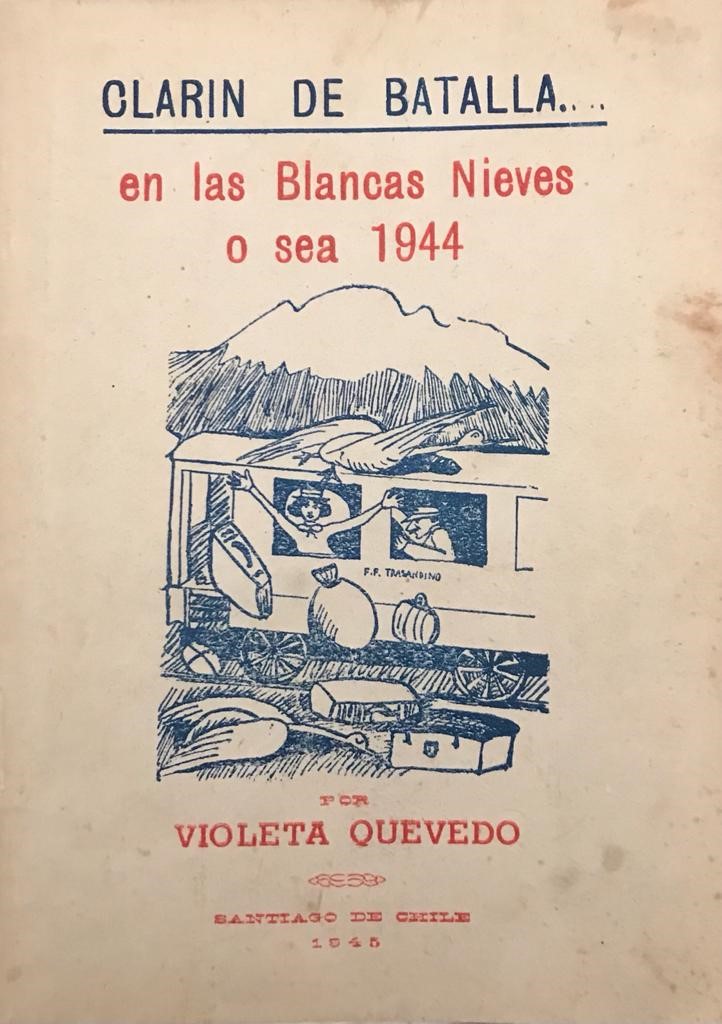 CLARIN DE BATALLA....
en las Blancas Nieves
o sea 1944
F.F. TRASANDINO
POR
VIOLETA QUEVEDO
SANTIAGO DE CHILE
1945